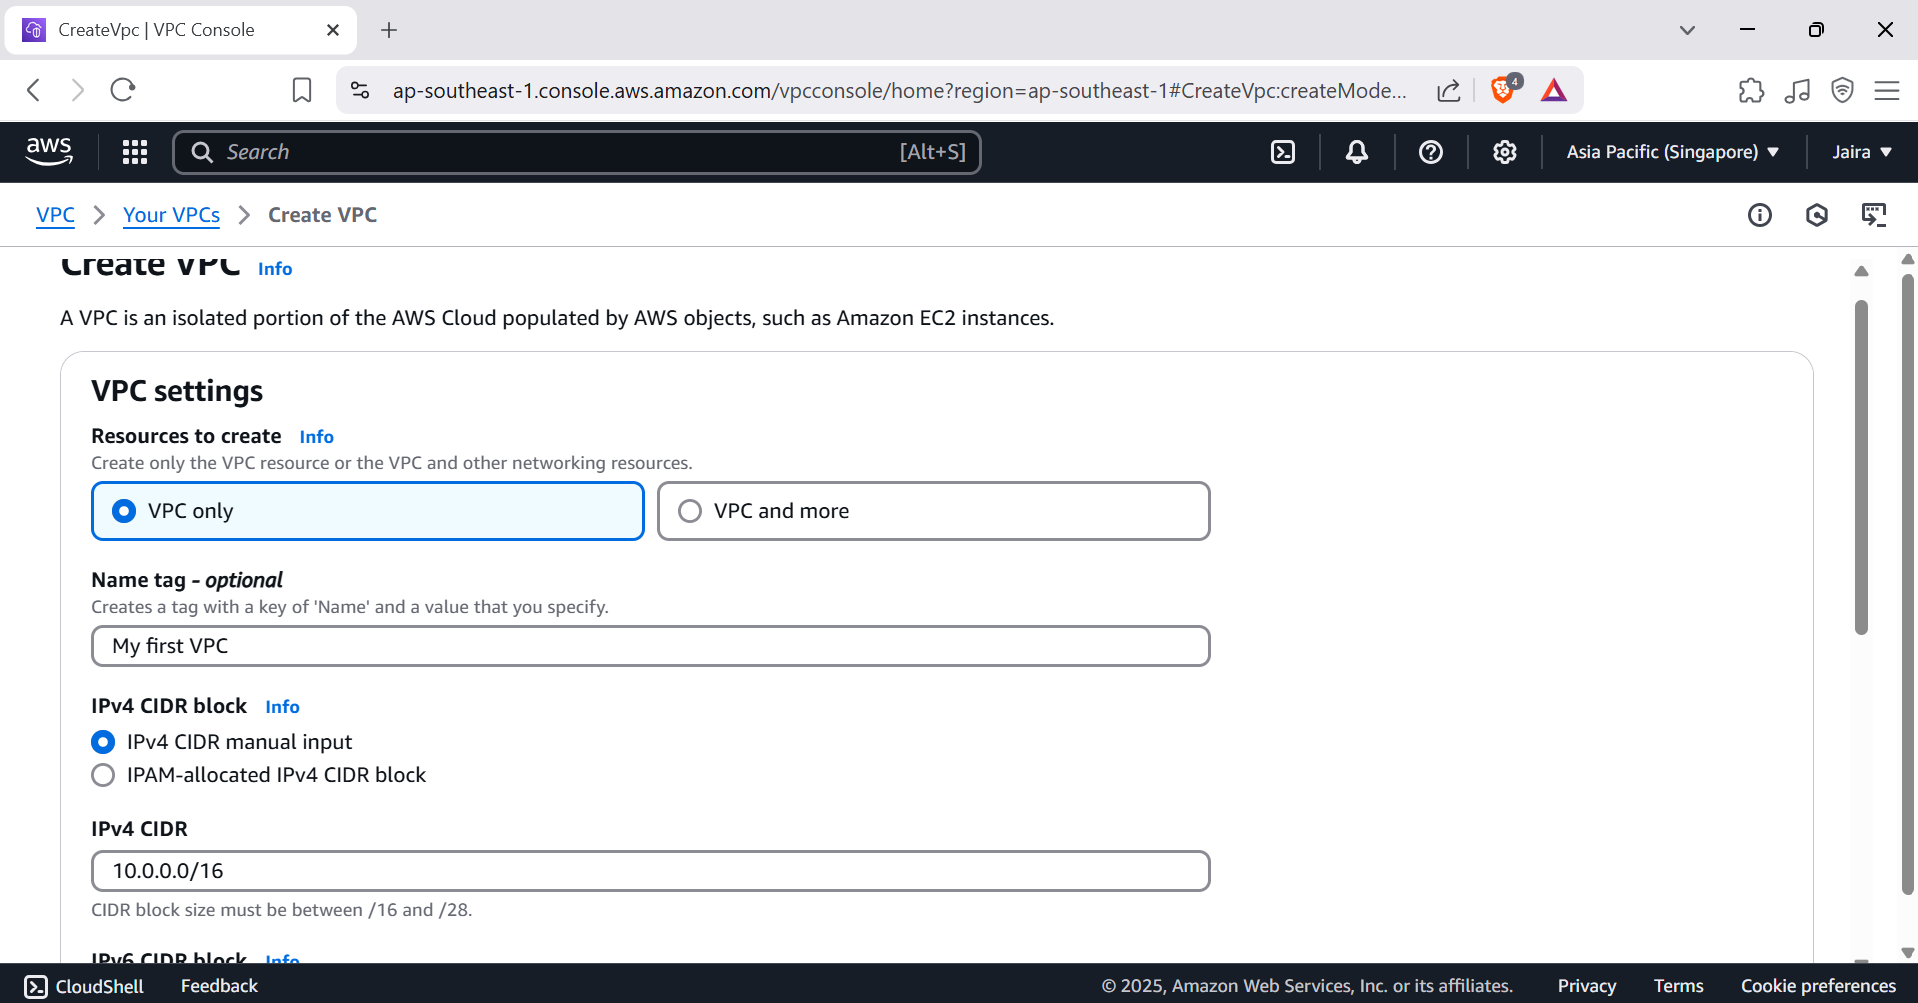 CreateVpc | VPC Console
ap-southeast-1.console.aws.amazon.com/vpcconsole/home?region=ap-southeast-1#CreateVpc:createMode...
4
aws
Search
[Alt+S]
Asia Pacific (Singapore)
Jaira
VPC
Your VPCs
Create VPC
Create VPC Info
A VPC is an isolated portion of the AWS Cloud populated by AWS objects, such as Amazon EC2 instances.
VPC settings
Resources to create Info
Create only the VPC resource or the VPC and other networking resources.
VPC only
VPC and more
Name tag - optional
Creates a tag with a key of 'Name' and a value that you specify.
My first VPC
IPv4 CIDR block Info
IPv4 CIDR manual input
IPAM-allocated IPv4 CIDR block
IPv4 CIDR
10.0.0.0/16
CIDR block size must be between /16 and /28.
IPv6 CIDR block Info
CloudShell
Feedback
© 2025, Amazon Web Services, Inc. or its affiliates.
Privacy
Terms
Cookie preferences